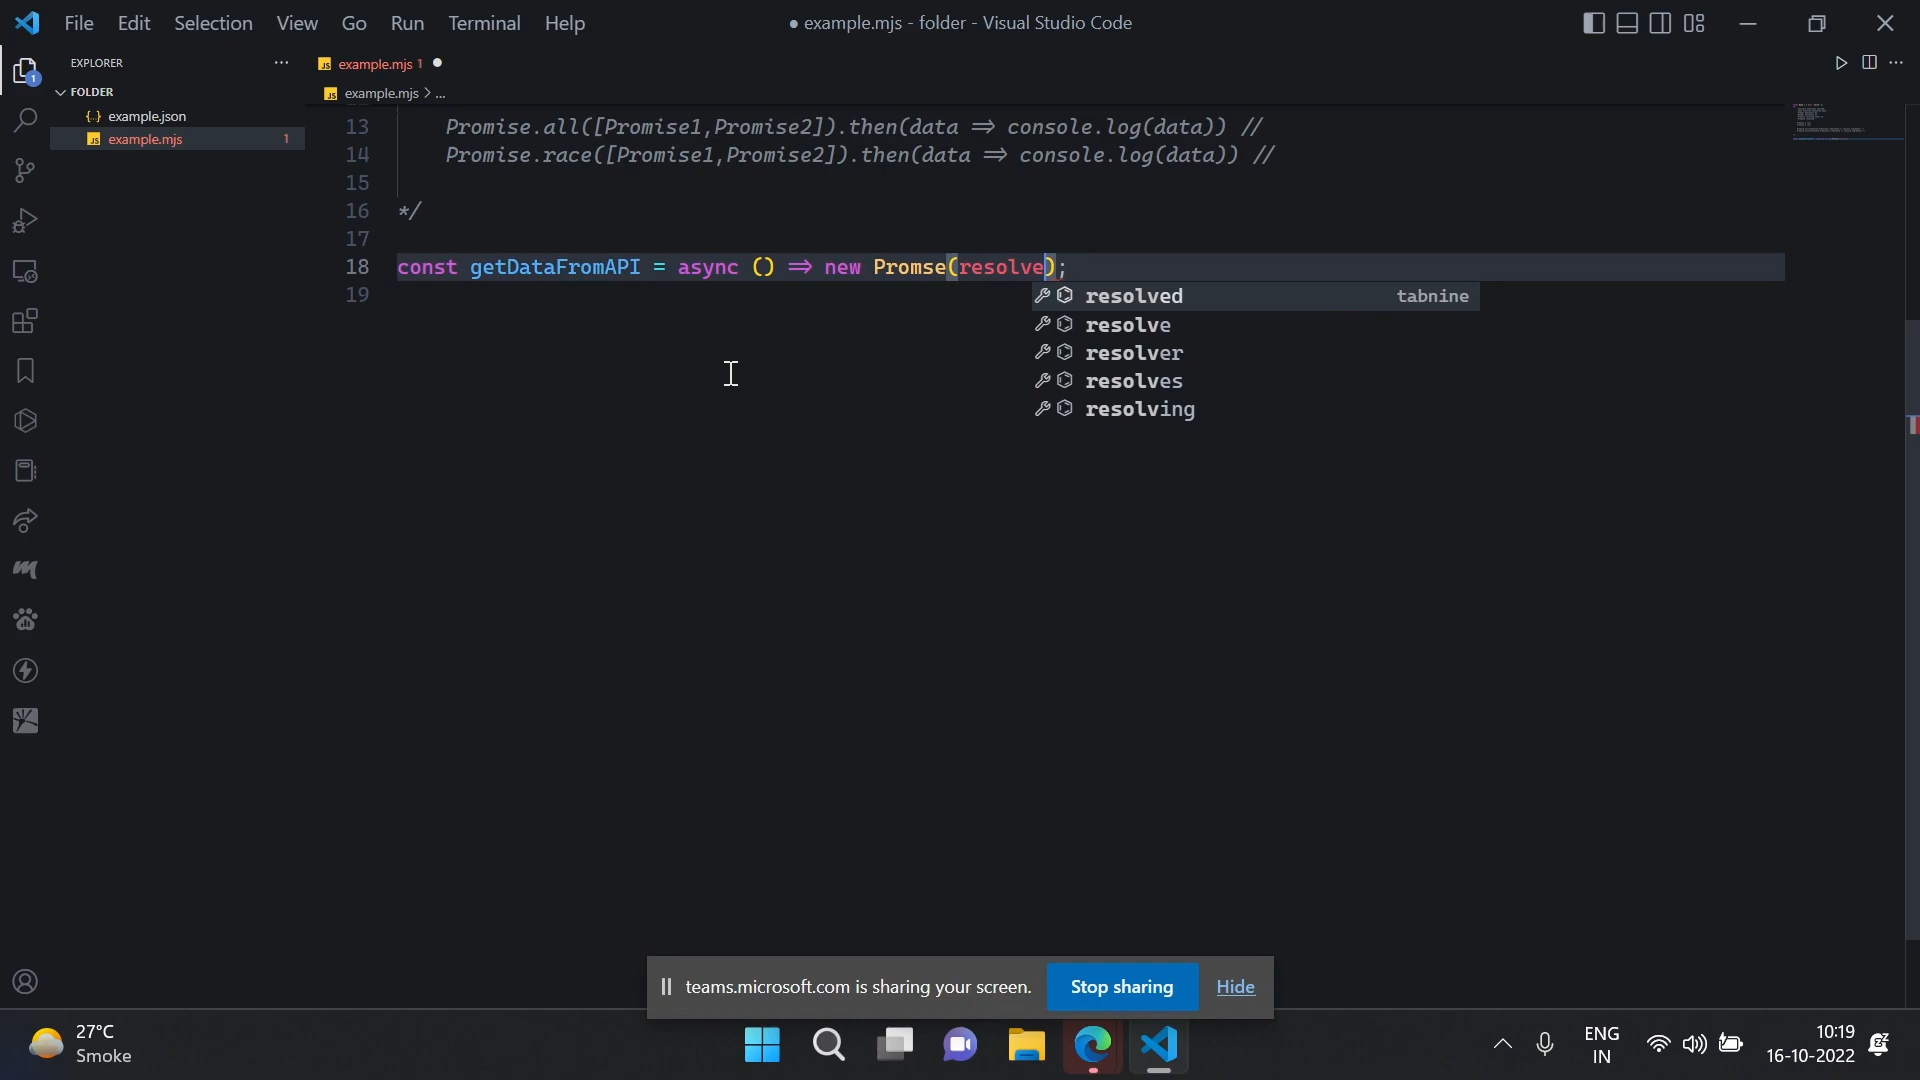 File Edit Selection View Go Run Terminal Help ● example.mjs - folder - Visual Studio Code
EXPLORER ...
example.mjs 1 ●
FOLDER
example.mjs > ...
1
{..} example.json
JS example.mjs 1
13 Promise.all([Promise1,Promise2]).then(data => console.log(data)) //
14 Promise.race([Promise1,Promise2]).then(data => console.log(data)) //
15
16 */
17
18 const getDataFromAPI = async () => new Promse(resolve);
19
resolved tabnine
resolve
resolver
resolves
resolving
teams.microsoft.com is sharing your screen. Stop sharing Hide
27°C
Smoke
ENG
IN
10:19
16-10-2022